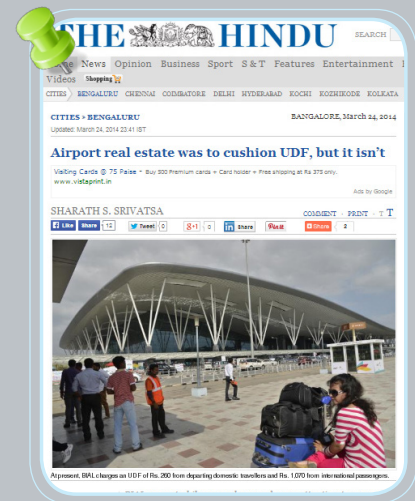 THE HINDU SEARCH
News Opinion Business Sport S & T Features Entertainment
Videos Shopping
CITIES BENGALURU CHENNAI COIMBATORE DELHI HYDERABAD KOCHI KOZHIKODE KOLKATA
CITIES » BENGALURU BANGALORE, March 24, 2014
Updated: March 24, 2014 23:41 IST
Airport real estate was to cushion UDF, but it isn't
Visiting Cards @ 75 Paise - Buy 500 Premium cards + Card holder + Free shipping at Rs 375 only.
www.vistaprint.in
Ads by Google
SHARATH S. SRIVATSA COMMENT · PRINT · T T
Like Share 12 Tweet 0 +1 0 in Share Pin it Share 2
At present, BIAL charges an UDF of Rs. 260 from departing domestic travellers and Rs. 1,070 from international passengers.